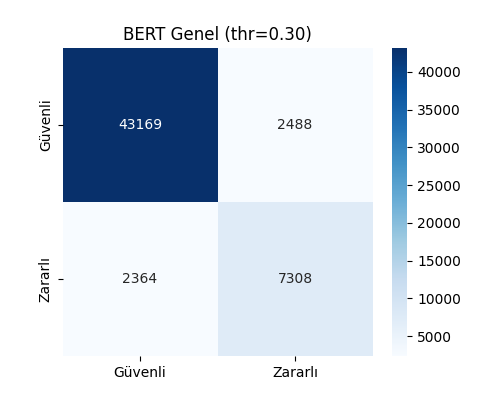 BERT Genel (thr=0.30)
Güvenli
43169
2488
Zararlı
2364
7308
Güvenli
Zararlı
40000
35000
30000
25000
20000
15000
10000
5000